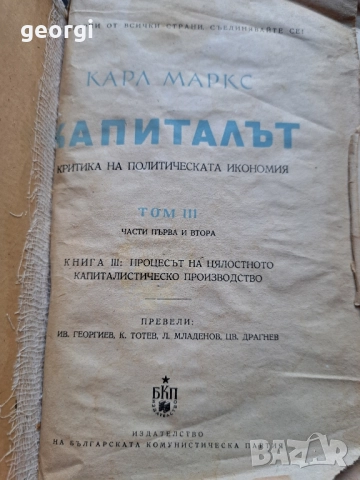 georgi
И ОТ ВСИЧКИ СТРАНИ, СЪЕДИНЯВАЙТЕ СЕ!
КАРЛ МАРКС
КАПИТАЛЪТ
КРИТИКА НА ПОЛИТИЧЕСКАТА ИКОНОМИЯ
ТОМ III
ЧАСТИ ПЪРВА И ВТОРА
КНИГА III: ПРОЦЕСЪТ НА ЦЯЛОСТНОТО
КАПИТАЛИСТИЧЕСКО ПРОИЗВОДСТВО
ПРЕВЕЛИ:
ИВ. ГЕОРГИЕВ, К. ТОТЕВ, Л. МЛАДЕНОВ, ЦВ. ДРАГНЕВ
БКП
ИЗДАТЕЛСТВО
НА БЪЛГАРСКАТА КОМУНИСТИЧЕСКА ПАРТИЯ
BAZAR